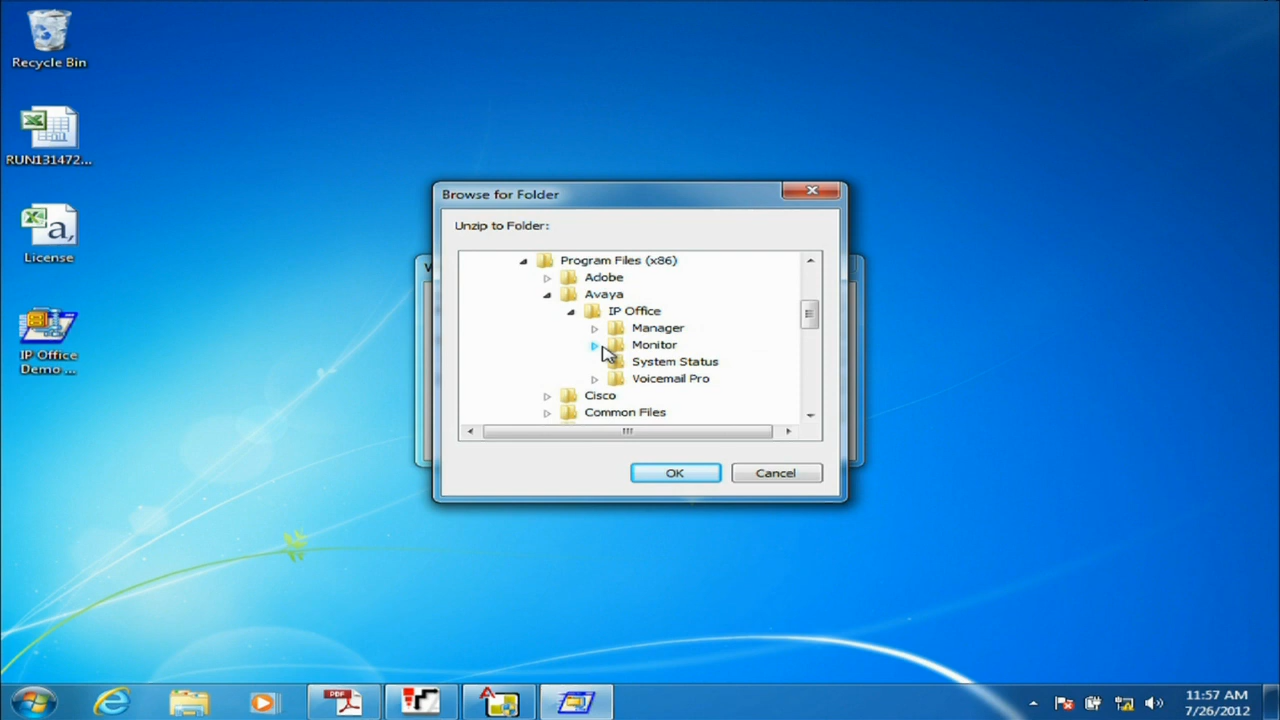 Recycle Bin
RUN131472...
License
IP Office
Demo ...
Browse for Folder
Unzip to Folder:
Program Files (x86)
Adobe
Avaya
IP Office
Manager
Monitor
System Status
Voicemail Pro
Cisco
Common Files
OK
Cancel
a,
PDF
11:57 AM
7/26/2012